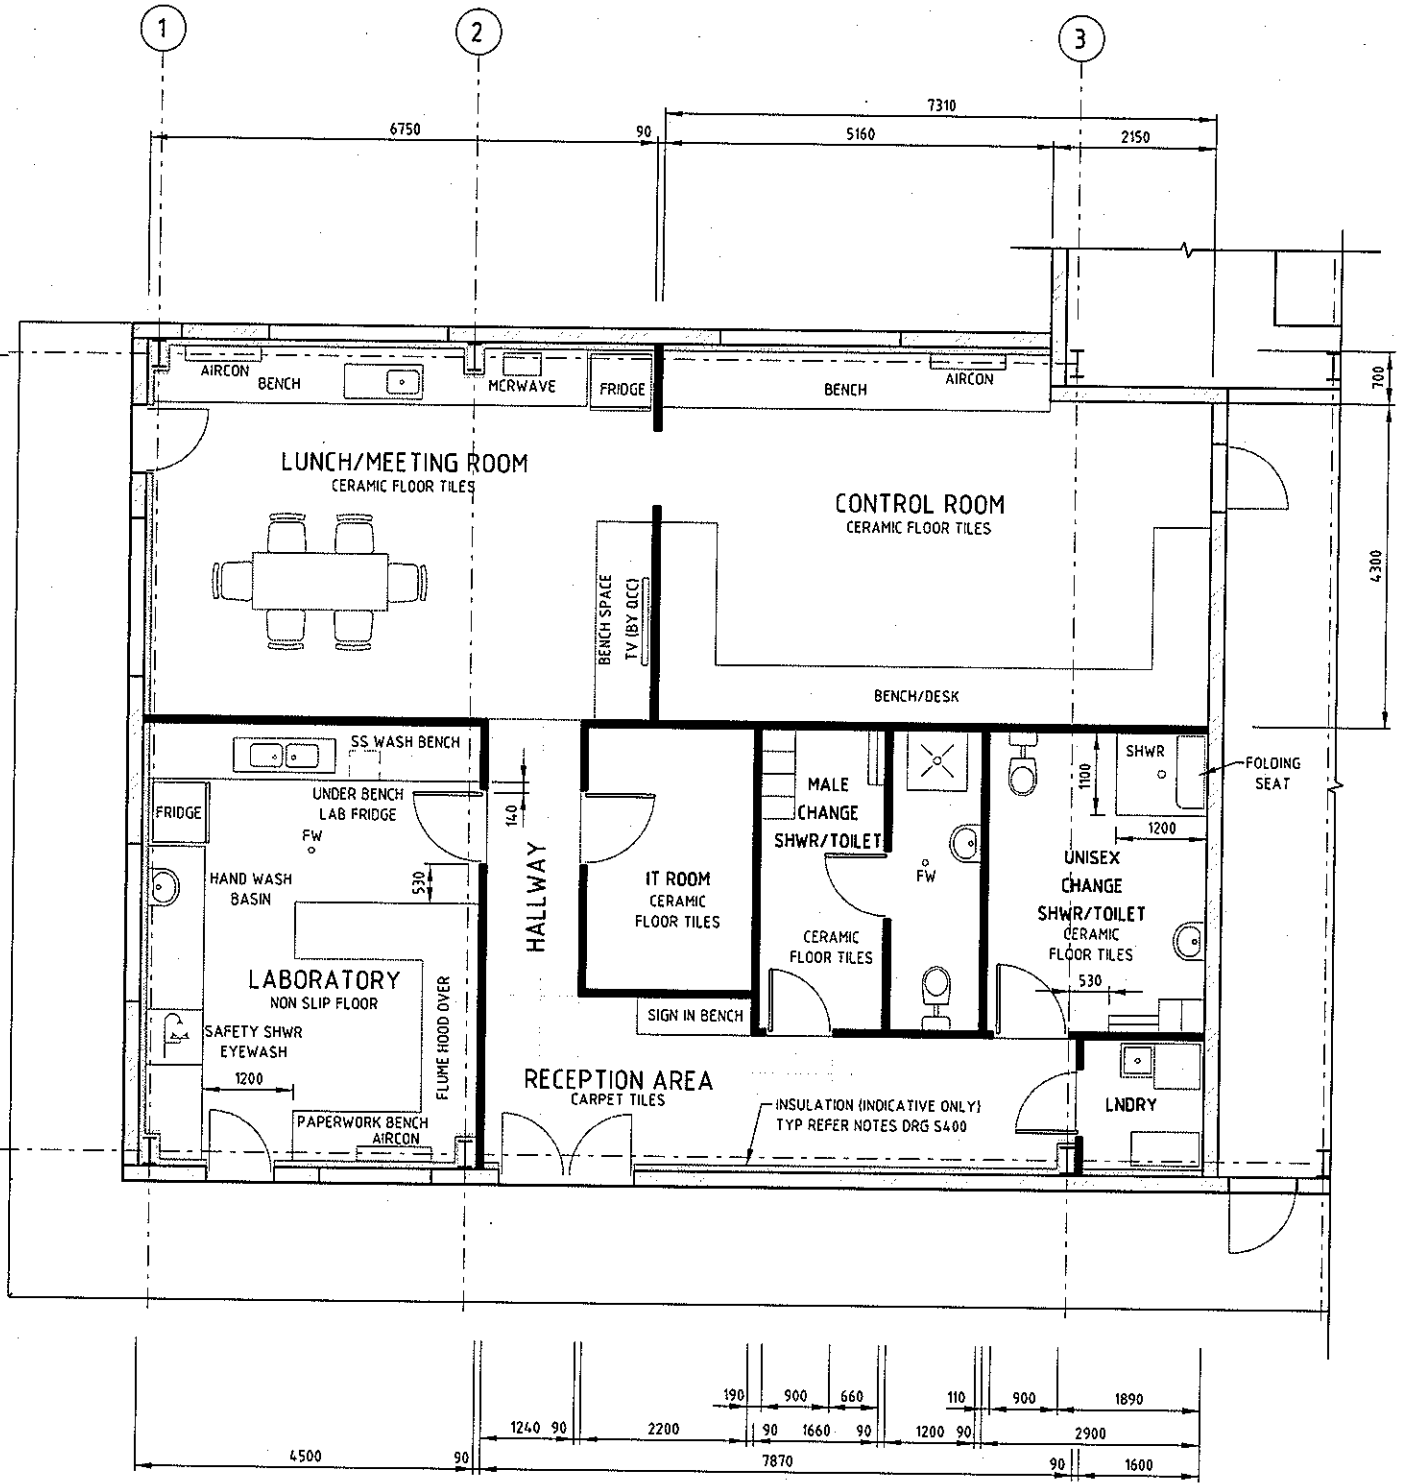 1
2
3
7310
6750
90
5160
2150
AIRCON
BENCH
MCRWAVE
FRIDGE
BENCH
AIRCON
700
LUNCH/MEETING ROOM
CERAMIC FLOOR TILES
CONTROL ROOM
CERAMIC FLOOR TILES
4300
BENCH SPACE
TV (BY QCC)
BENCH/DESK
SS WASH BENCH
UNDER BENCH
LAB FRIDGE
FRIDGE
FW
140
530
HAND WASH
BASIN
HALLWAY
LABORATORY
NON SLIP FLOOR
FLUME HOOD OVER
SAFETY SHWR
EYEWASH
1200
PAPERWORK BENCH
AIRCON
IT ROOM
CERAMIC
FLOOR TILES
SIGN IN BENCH
MALE
CHANGE
SHWR/TOILET
CERAMIC
FLOOR TILES
FW
SHWR
1100
1200
FOLDING
SEAT
UNISEX
CHANGE
SHWR/TOILET
CERAMIC
FLOOR TILES
530
RECEPTION AREA
CARPET TILES
INSULATION (INDICATIVE ONLY)
TYP REFER NOTES DRG S400
LNDRY
190
900
660
110
900
1890
1240
90
2200
90
1660
90
1200
90
2900
4500
90
7870
90
1600